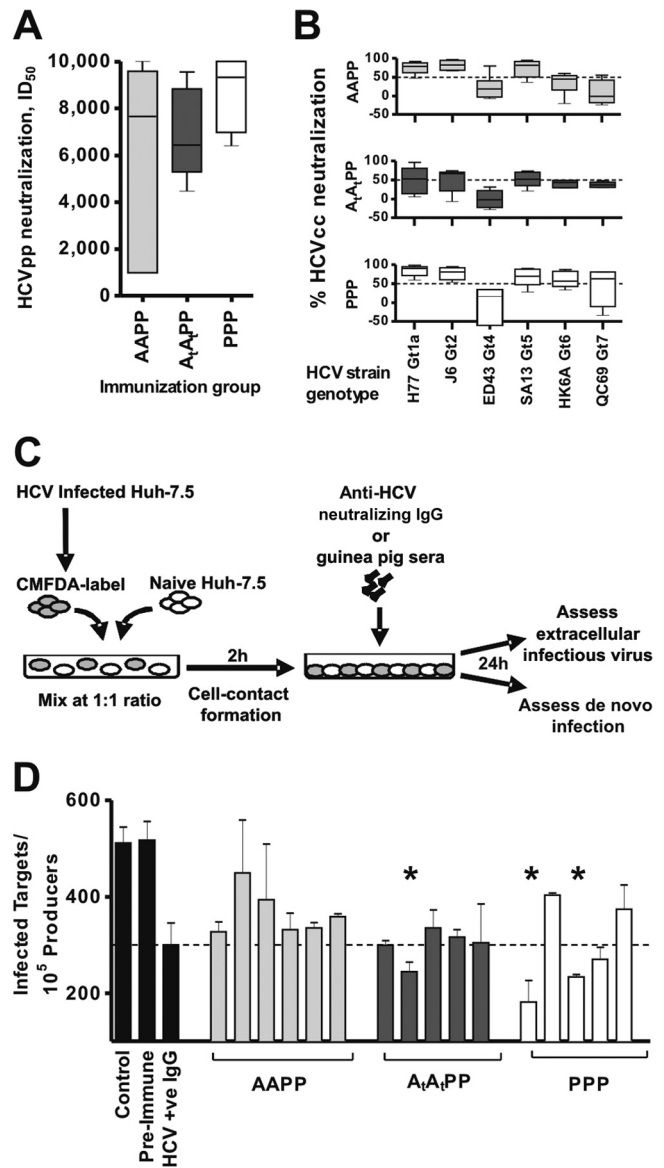 A
HCVpp neutralization, ID50
10,000
8,000
6,000
4,000
2,000
0
AAPP
AtAtPP
PPP
Immunization group
B
% HCVcc neutralization
AAPP
100
50
0
-50
AtAtPP
100
50
0
-50
PPP
100
50
0
-50
HCV strain
genotype
H77 Gt1a
J6 Gt2
ED43 Gt4
SA13 Gt5
HK6A Gt6
QC69 Gt7
C
HCV Infected Huh-7.5
CMFDA-label
Naive Huh-7.5
Mix at 1:1 ratio
2h
Cell-contact
formation
Anti-HCV
neutralizing IgG
or
guinea pig sera
24h
Assess
extracellular
infectious virus
Assess de novo
infection
D
Infected Targets/
10^5 Producers
600
400
200
*
*
*
Control
Pre-Immune
HCV +ve IgG
AAPP
AtAtPP
PPP